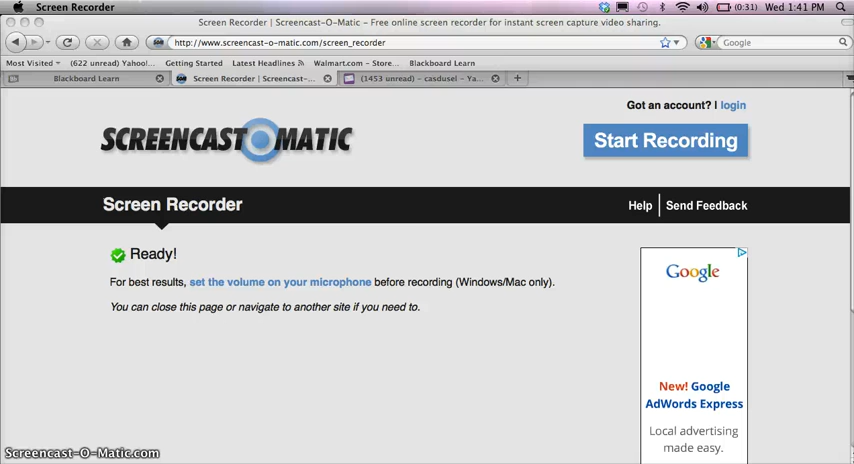 Screen Recorder (0:31) Wed 1:41 PM
Screen Recorder | Screencast-O-Matic – Free online screen recorder for instant screen capture video sharing.
http://www.screencast-o-matic.com/screen_recorder
Google
Most Visited (622 unread) Yahoo!... Getting Started Latest Headlines Walmart.com – Store... Blackboard Learn
Blackboard Learn Screen Recorder | Screencast-... (1453 unread) – casdusel – Ya...
Got an account? | login
SCREENCAST O MATIC
Start Recording
Screen Recorder
Help Send Feedback
Ready!
For best results, set the volume on your microphone before recording (Windows/Mac only).
You can close this page or navigate to another site if you need to.
Google
New! Google
AdWords Express
Local advertising
made easy.
Screencast-O-Matic.com